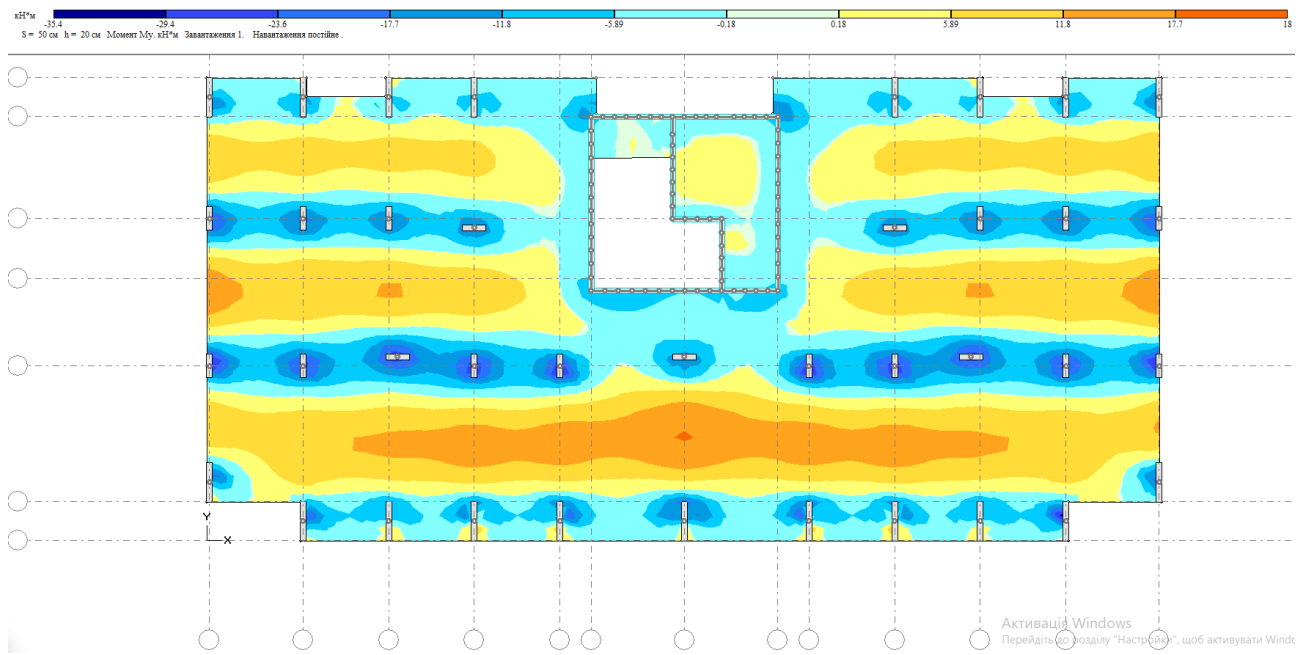 кН*м
-35.4 -29.4 -23.6 -17.7 -11.8 -5.89 -0.18 0.18 5.89 11.8 17.7 18
S = 50 см h = 20 см Момент My. кН*м Завантаження 1. Навантаження постійне .
Y
X
Активація Windows
Перейдіть до розділу "Настройки", щоб активувати Windo